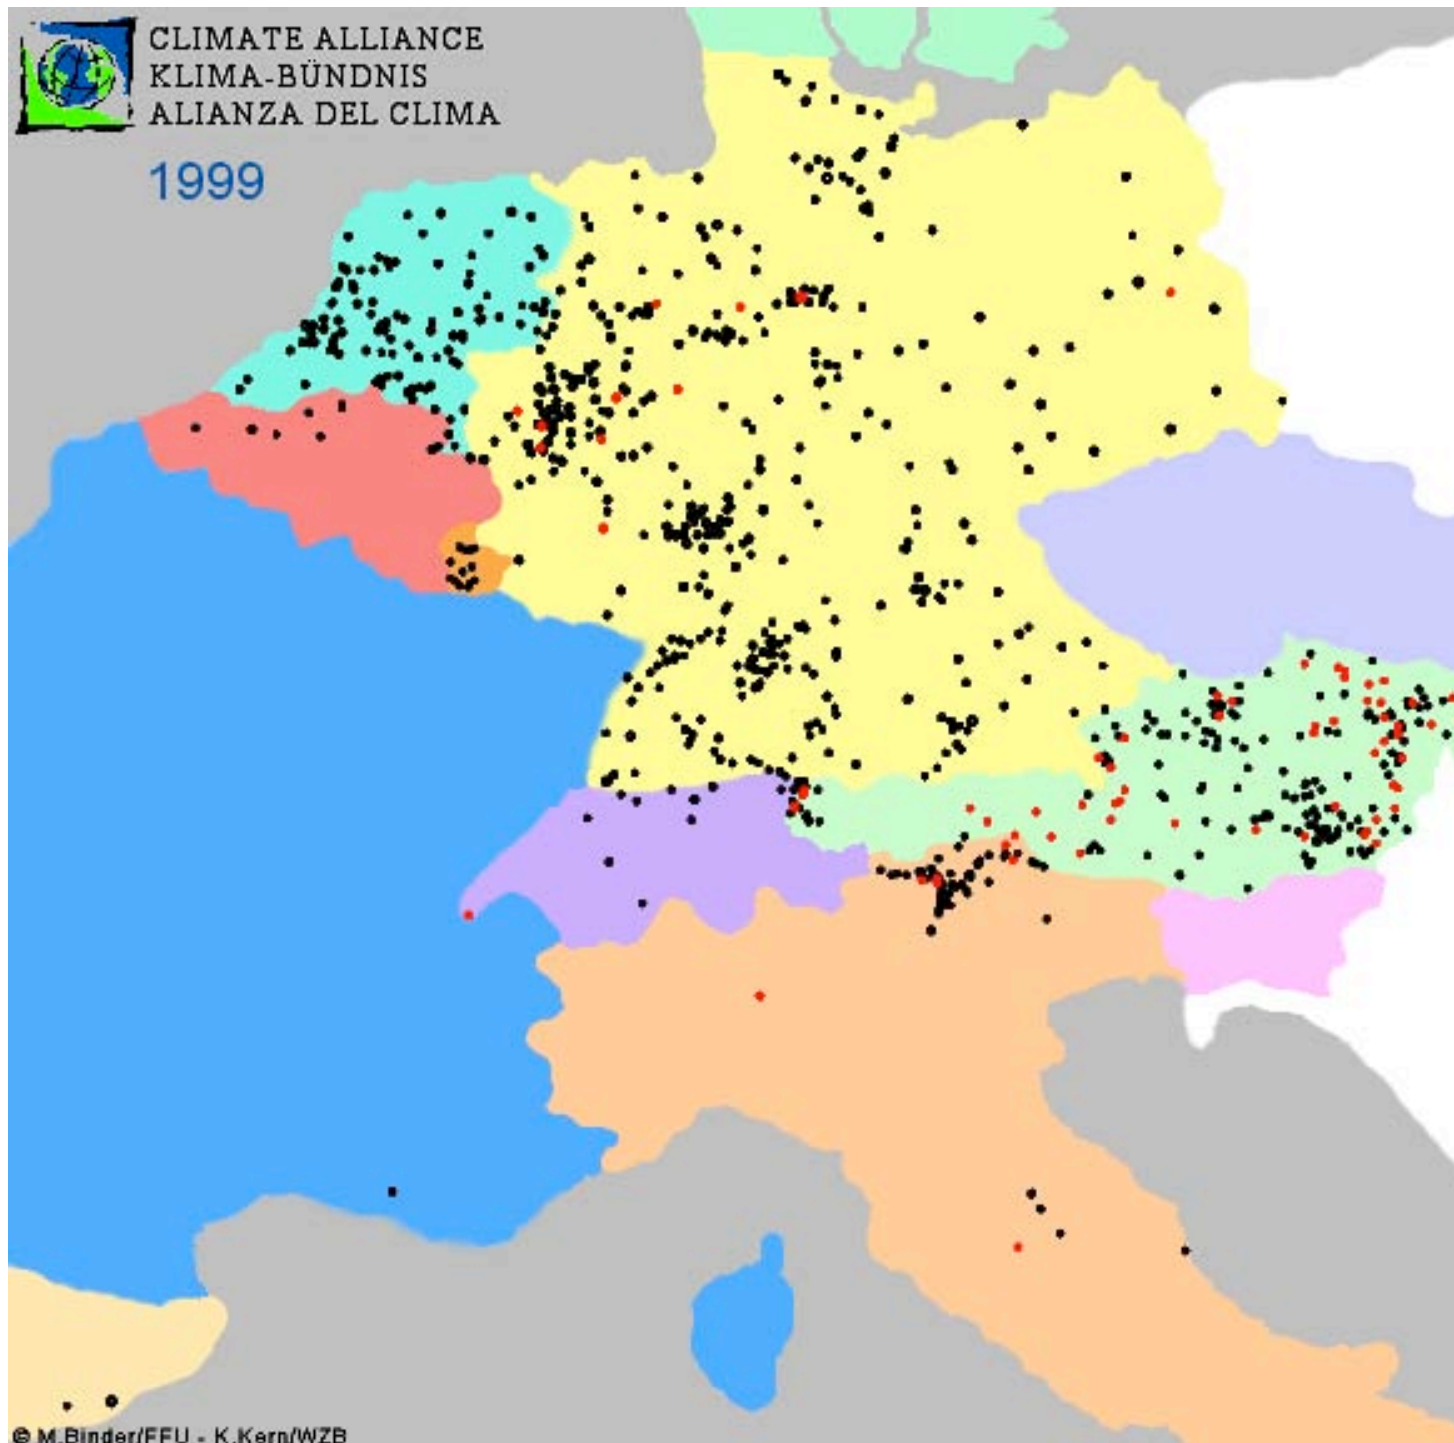 CLIMATE ALLIANCE
KLIMA-BÜNDNIS
ALIANZA DEL CLIMA
1999
© M.Binder/FFU - K.Kern/WZB